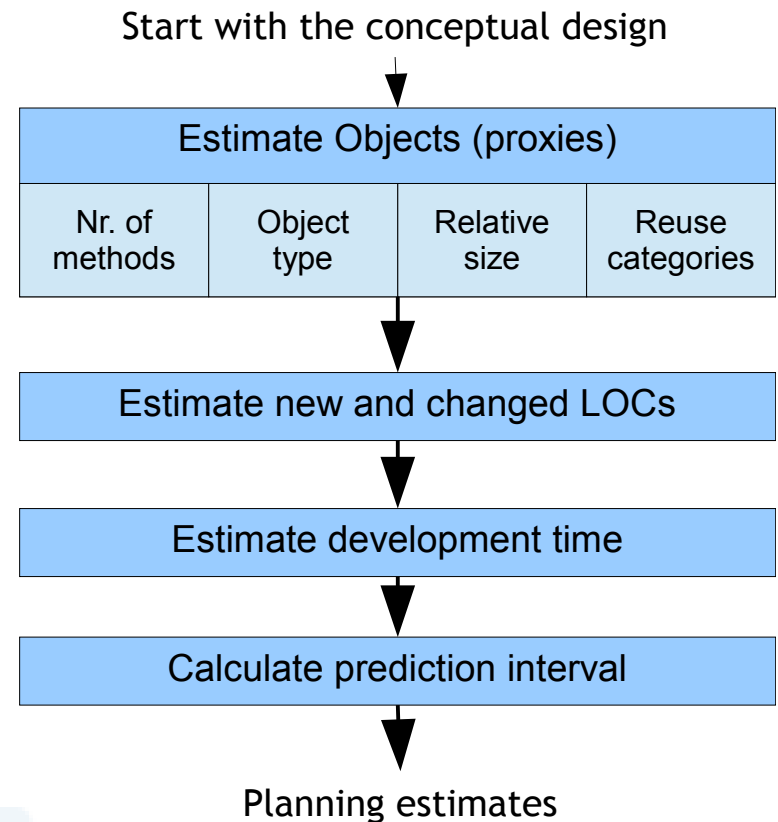 Start with the conceptual design
Estimate Objects (proxies)
Nr. of
methods
Object
type
Relative
size
Reuse
categories
Estimate new and changed LOCs
Estimate development time
Calculate prediction interval
Planning estimates